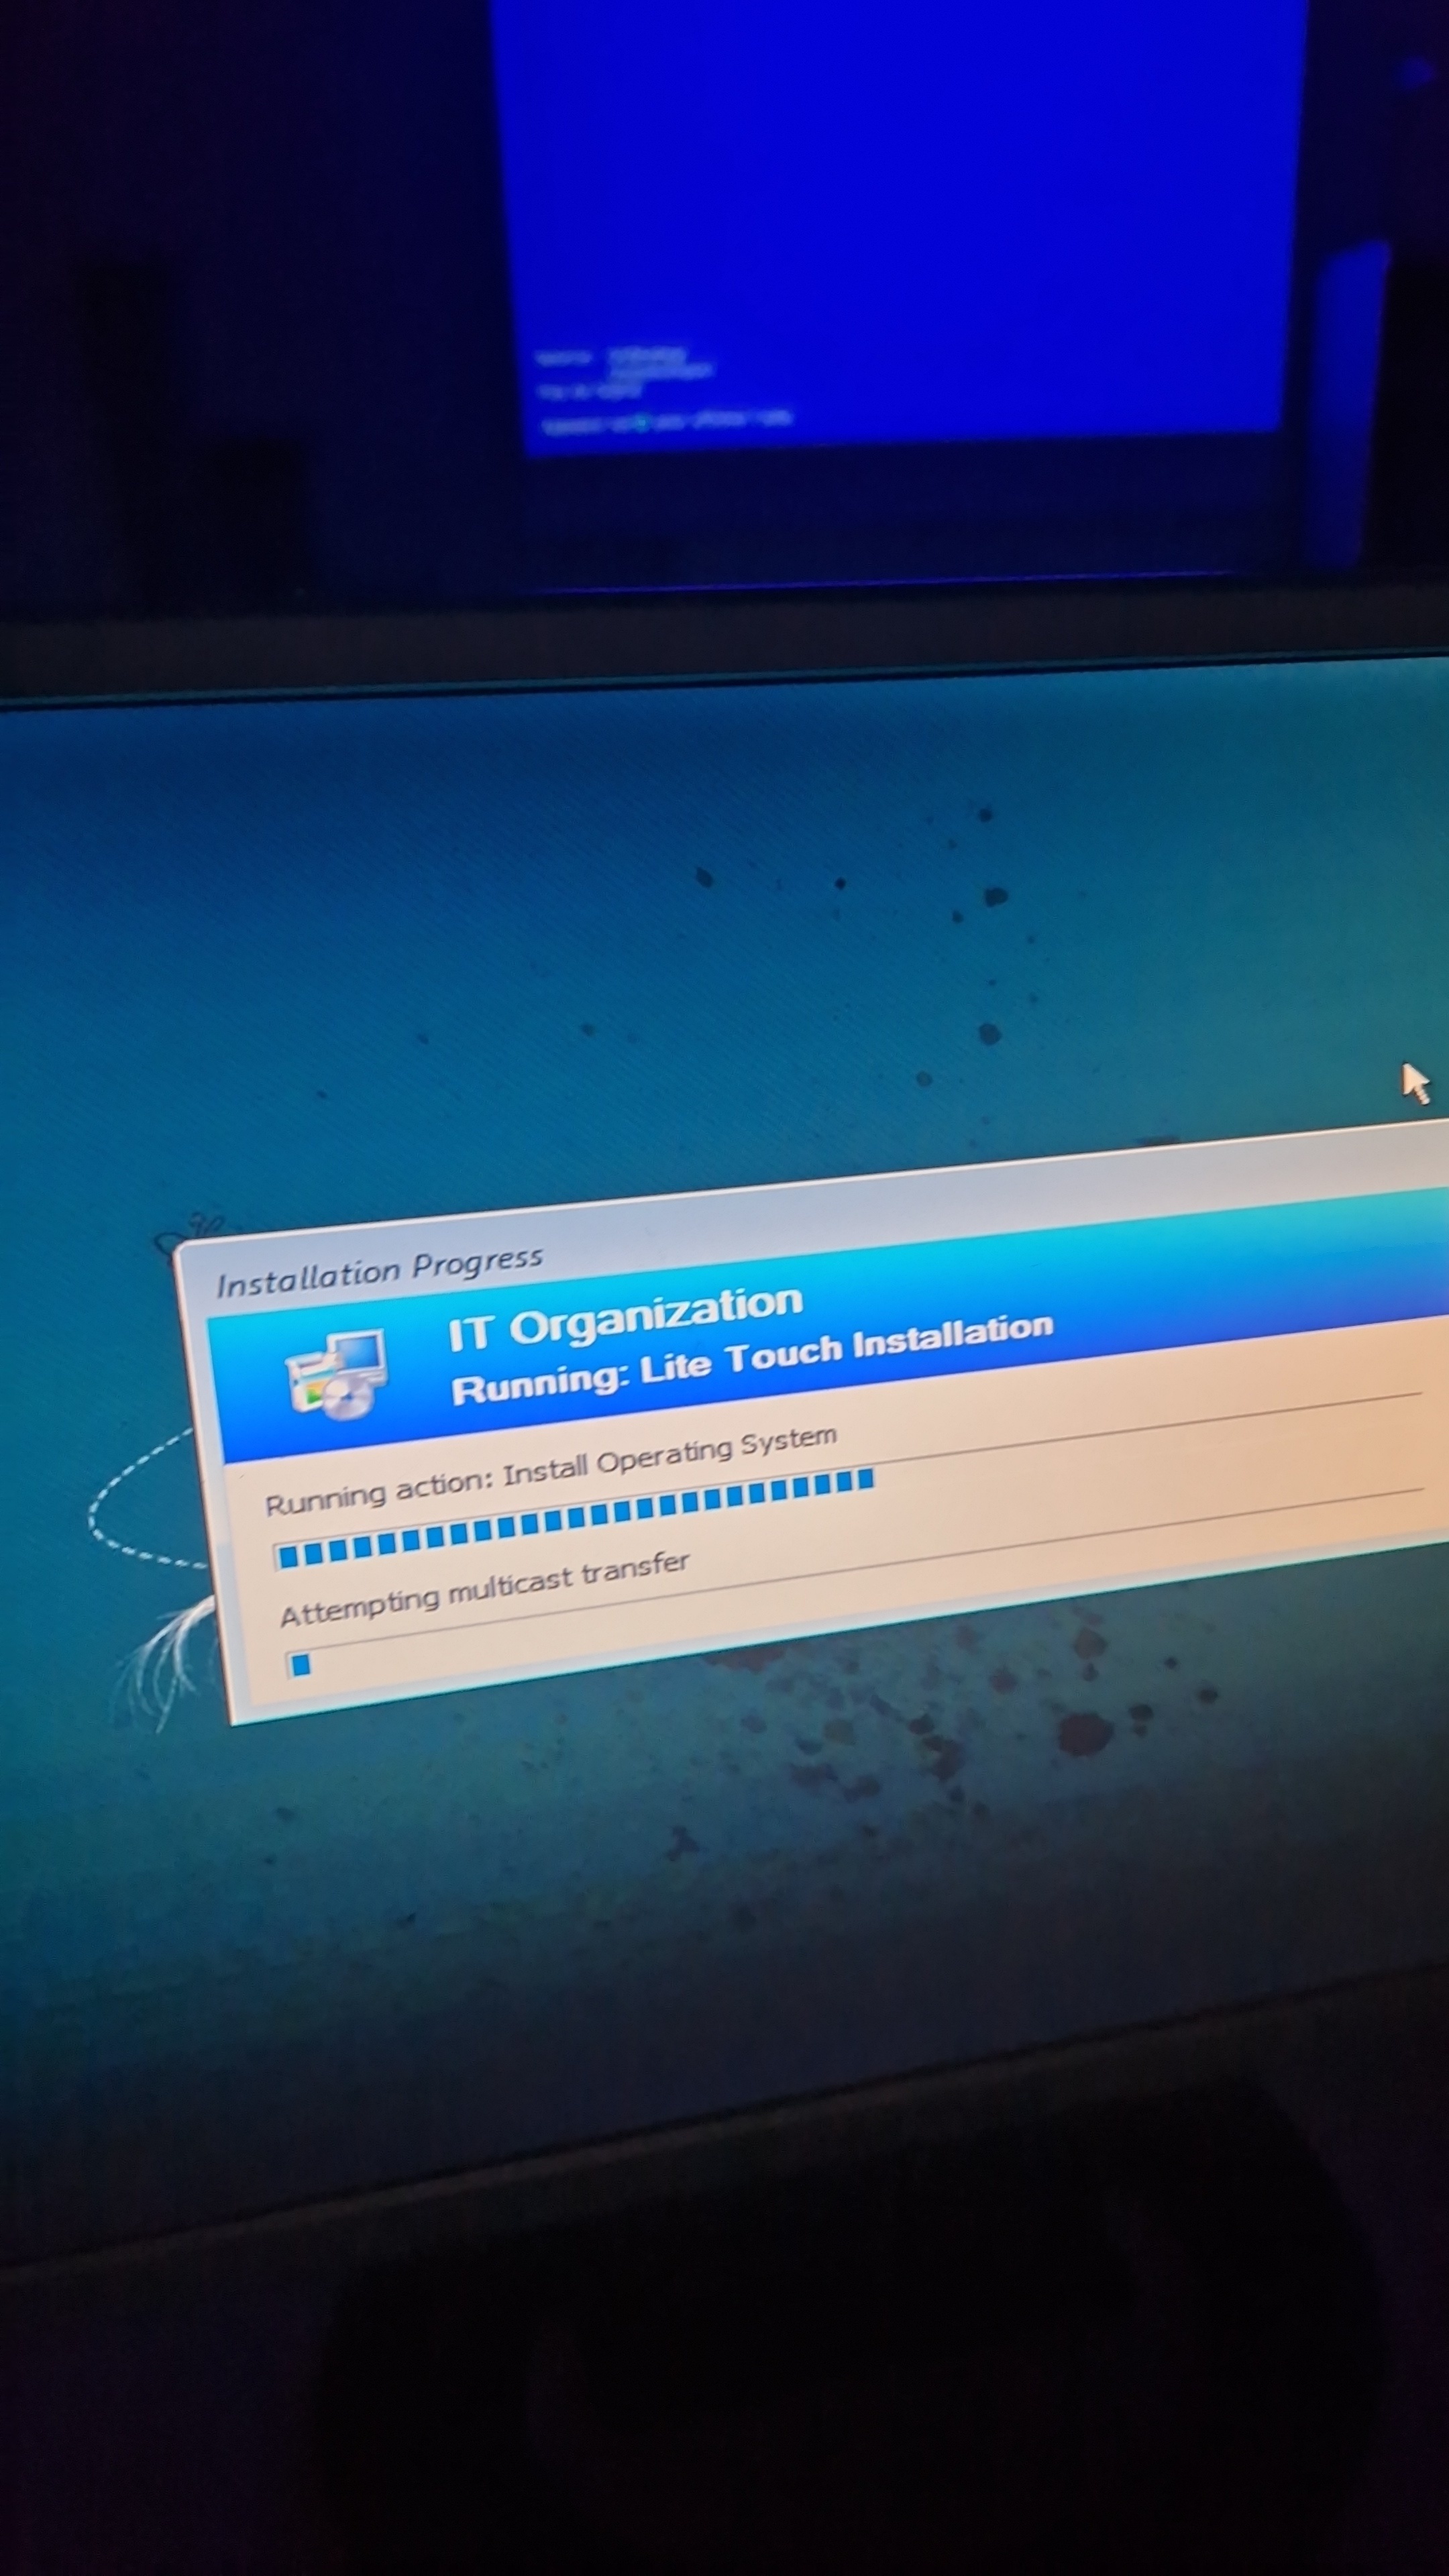 Installation Progress
IT Organization
Running: Lite Touch Installation
Running action: Install Operating System
Attempting multicast transfer